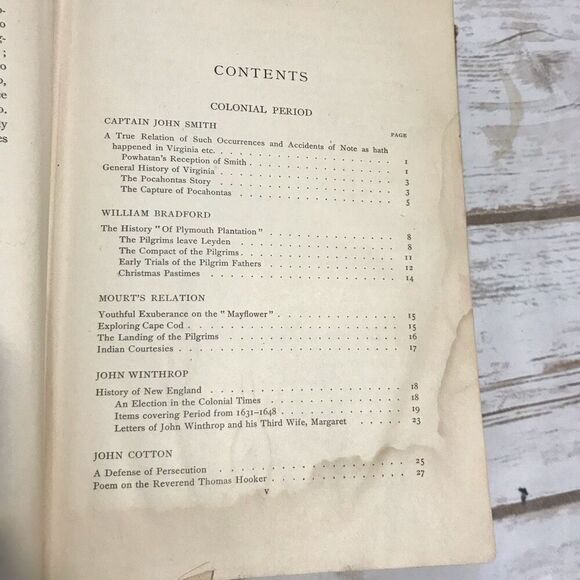 CONTENTS
COLONIAL PERIOD
CAPTAIN JOHN SMITH
PAGE
A True Relation of Such Occurrences and Accidents of Note as hath
happened in Virginia etc. . . . . . . . . . . . . . . 1
Powhatan's Reception of Smith . . . . . . . . . . . . 1
General History of Virginia . . . . . . . . . . . . . 3
The Pocahontas Story . . . . . . . . . . . . . 3
The Capture of Pocahontas . . . . . . . . . . . . 5
WILLIAM BRADFORD
The History "Of Plymouth Plantation" . . . . . . . . . . 8
The Pilgrims leave Leyden . . . . . . . . . . . . 8
The Compact of the Pilgrims . . . . . . . . . . . . 11
Early Trials of the Pilgrim Fathers . . . . . . . . . . 12
Christmas Pastimes . . . . . . . . . . . . . 14
MOURT'S RELATION
Youthful Exuberance on the "Mayflower" . . . . . . . . . 15
Exploring Cape Cod . . . . . . . . . . . . . . 15
The Landing of the Pilgrims . . . . . . . . . . . . 16
Indian Courtesies . . . . . . . . . . . . . . 17
JOHN WINTHROP
History of New England . . . . . . . . . . . . . 18
An Election in the Colonial Times . . . . . . . . . . 18
Items covering Period from 1631–1648 . . . . . . . . . 19
Letters of John Winthrop and his Third Wife, Margaret . . . . 23
JOHN COTTON
A Defense of Persecution . . . . . . . . . . . . 25
Poem on the Reverend Thomas Hooker . . . . . . . . . . 27
v